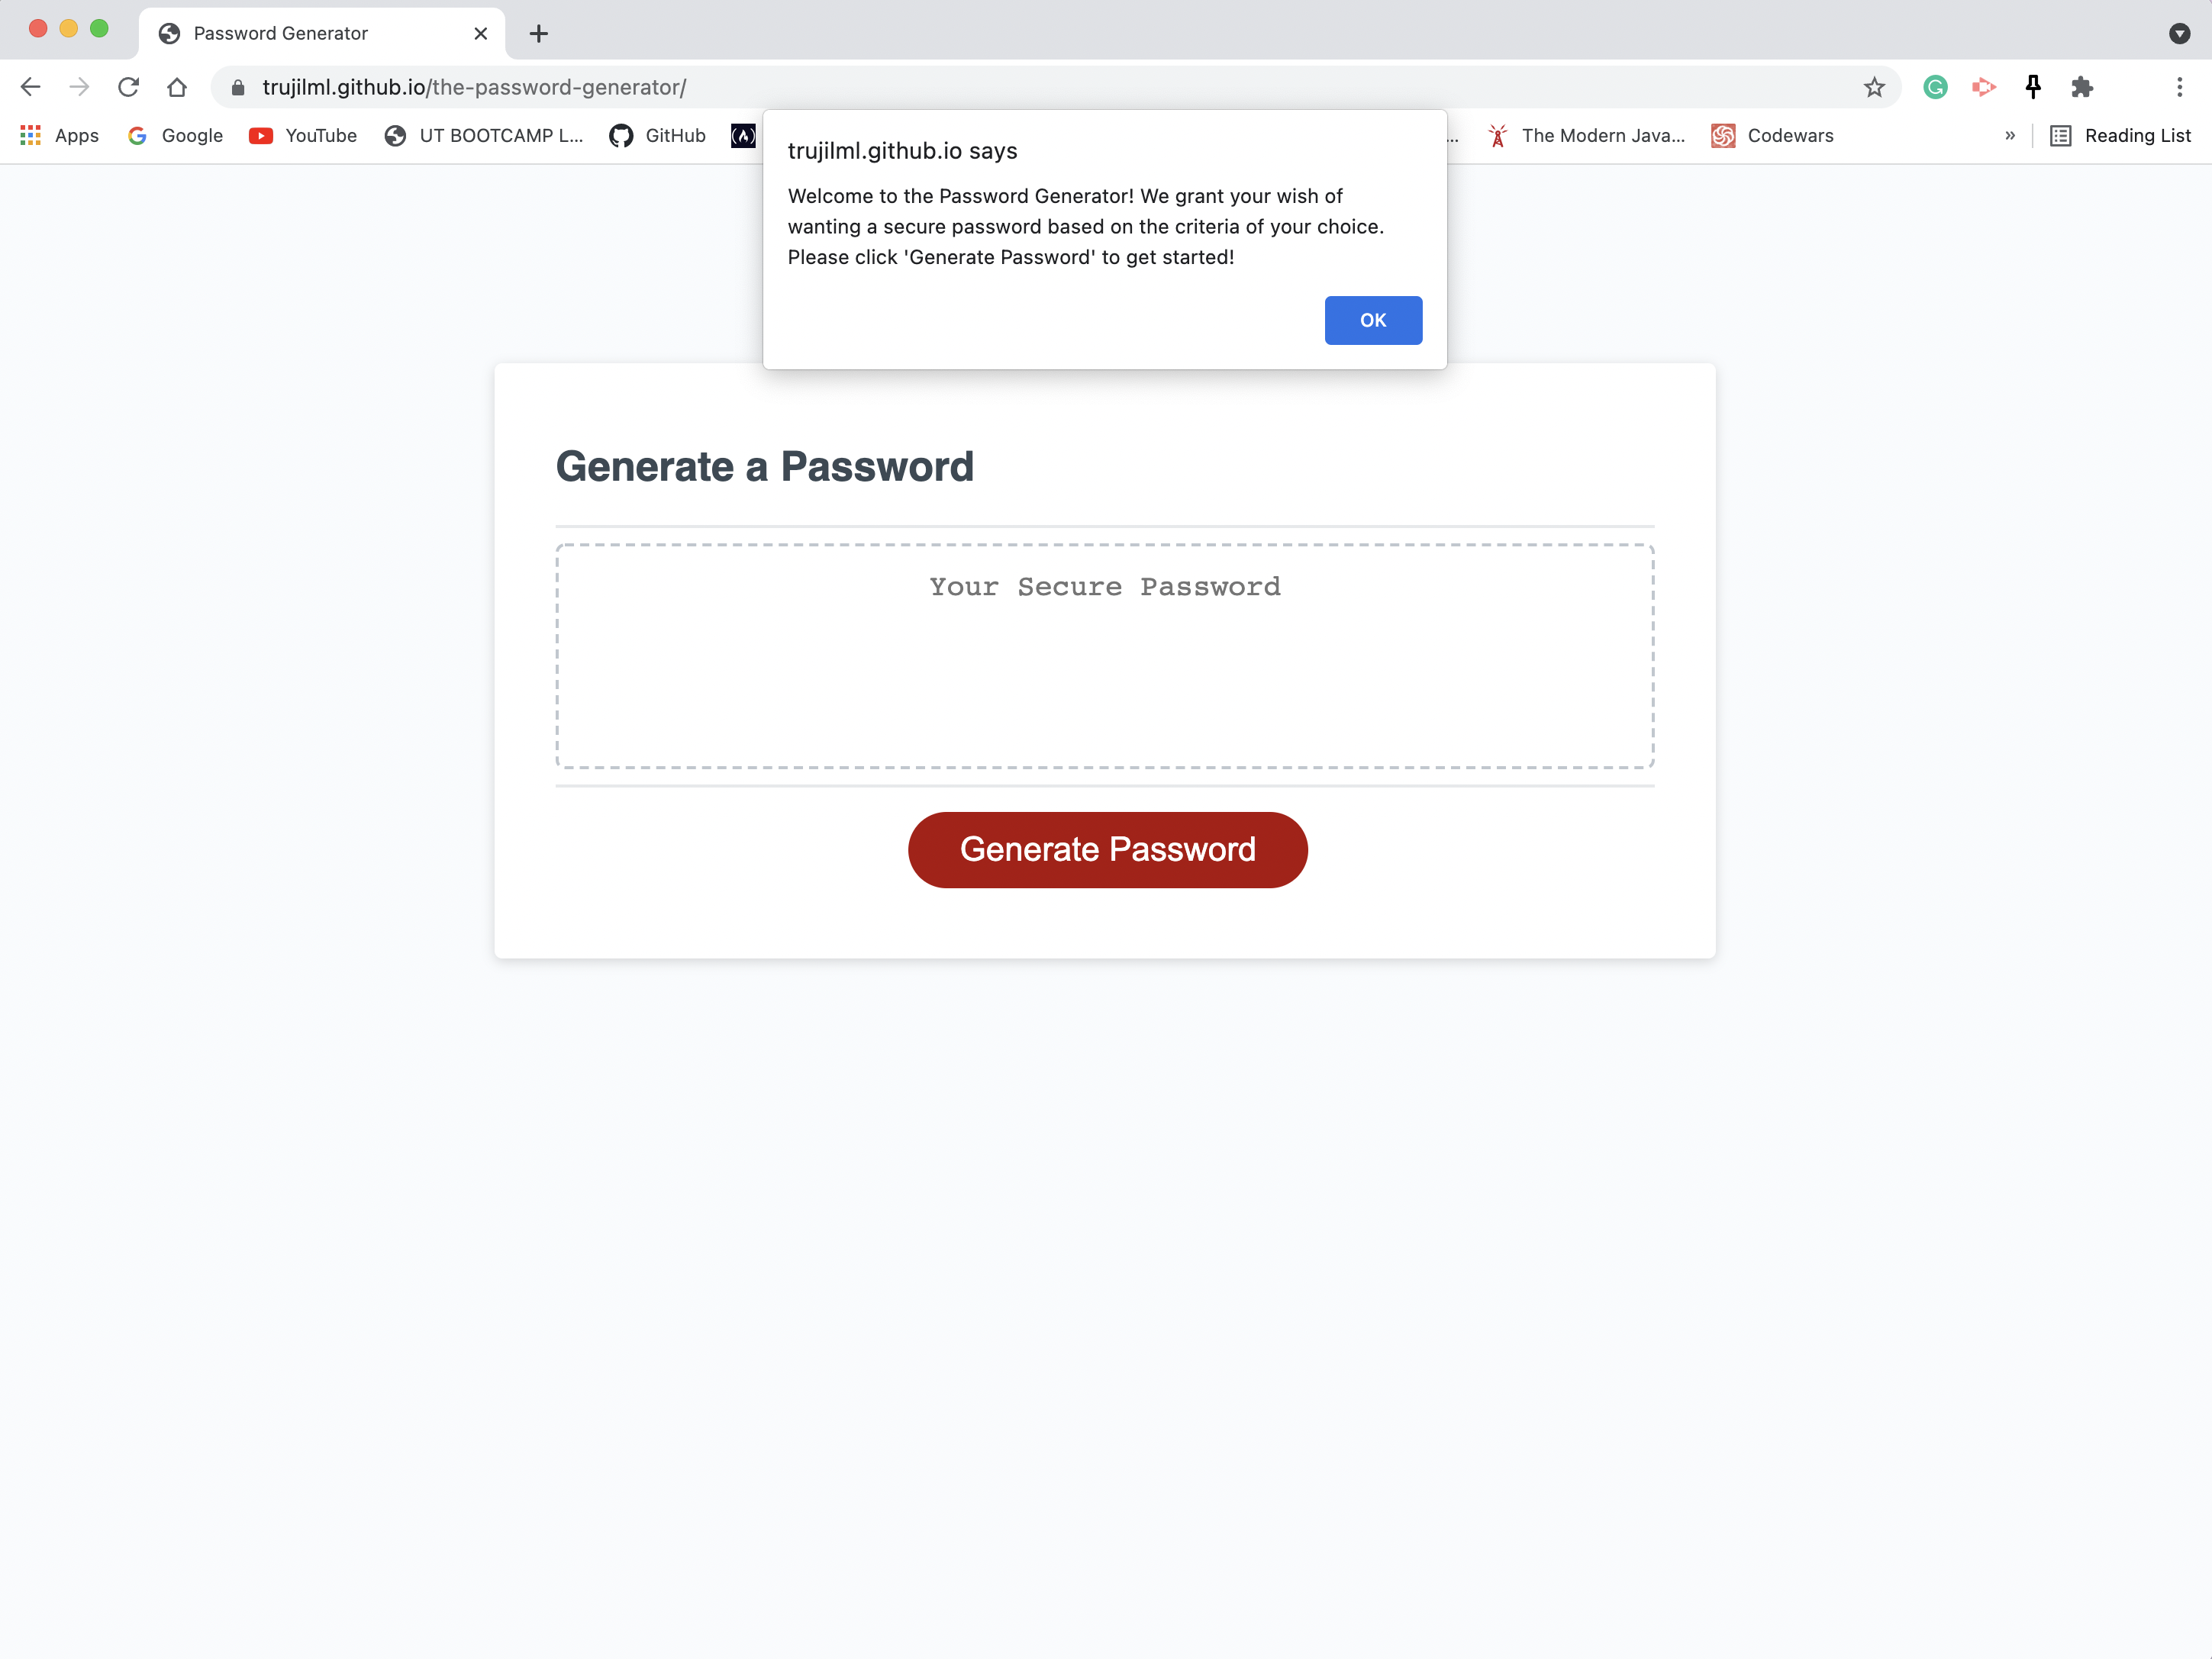 Password Generator
trujilml.github.io/the-password-generator/
Apps
Google
YouTube
UT BOOTCAMP L...
GitHub
...
The Modern Java...
Codewars
»
Reading List
trujilml.github.io says
Welcome to the Password Generator! We grant your wish of
wanting a secure password based on the criteria of your choice.
Please click 'Generate Password' to get started!
OK
Generate a Password
Your Secure Password
Generate Password